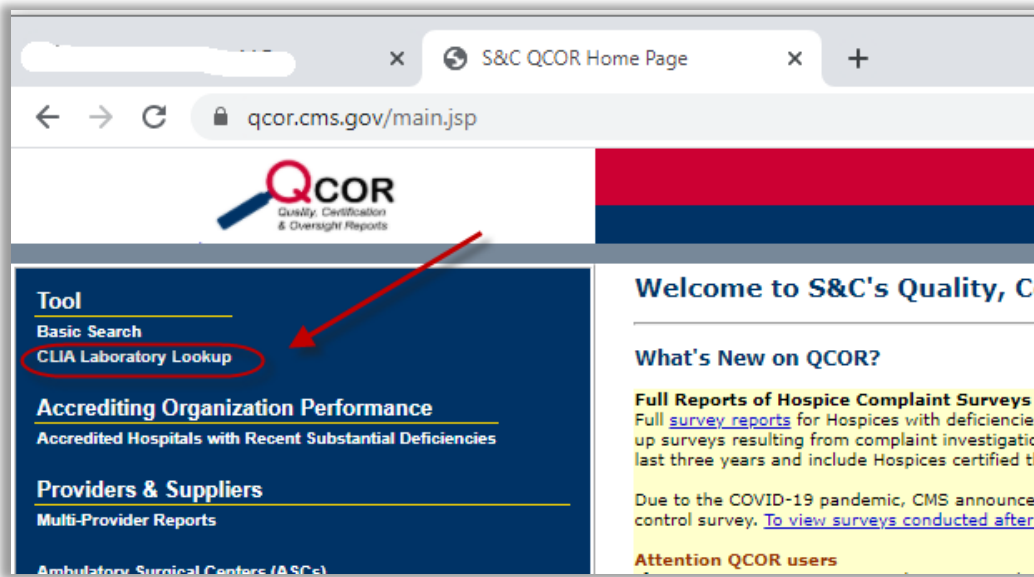 S&C QCOR Home Page
qcor.cms.gov/main.jsp
QCOR
Quality, Certification
& Oversight Reports
Tool
Basic Search
CLIA Laboratory Lookup
Accrediting Organization Performance
Accredited Hospitals with Recent Substantial Deficiencies
Providers & Suppliers
Multi-Provider Reports
Ambulatory Surgical Centers (ASCs)
Welcome to S&C's Quality,
What's New on QCOR?
Full Reports of Hospice Complaint Surveys
Full survey reports for Hospices with
up surveys resulting from complaint
last three years and include Hospices certified
Due to the COVID-19 pandemic, CMS
control survey. To view surveys conducted after
Attention QCOR users